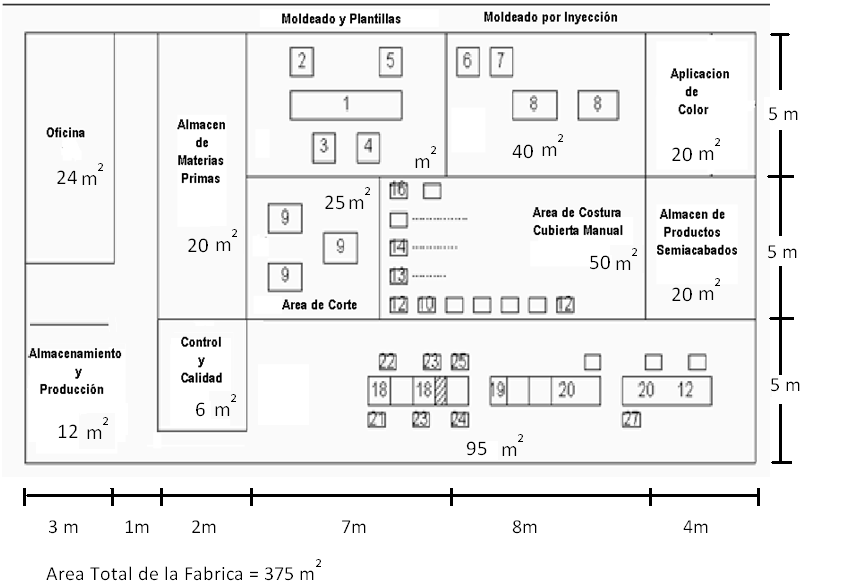 Moldeado y Plantillas
Moldeado por Inyección
2
5
1
3
4
m²
6
7
8
8
40 m²
Aplicacion
de
Color
20 m²
5 m
Oficina
24 m²
Almacen
de
Materias
Primas
20 m²
25 m²
9
9
9
Area de Corte
16
14
13
12
10
12
Area de Costura
Cubierta Manual
50 m²
Almacen de
Productos
Semiacabados
20 m²
5 m
Almacenamiento
y
Producción
12 m²
Control
y
Calidad
6 m²
22
23
25
18
18
19
20
20
12
21
23
24
27
95 m²
5 m
3 m
1m
2m
7m
8m
4m
Area Total de la Fabrica = 375 m²